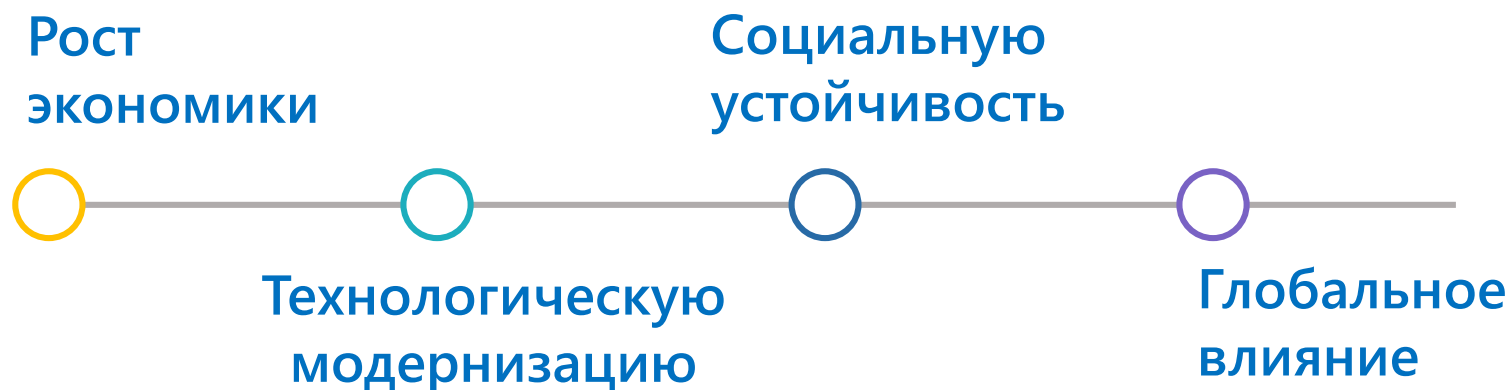 Рост
экономики
Технологическую
модернизацию
Социальную
устойчивость
Глобальное
влияние